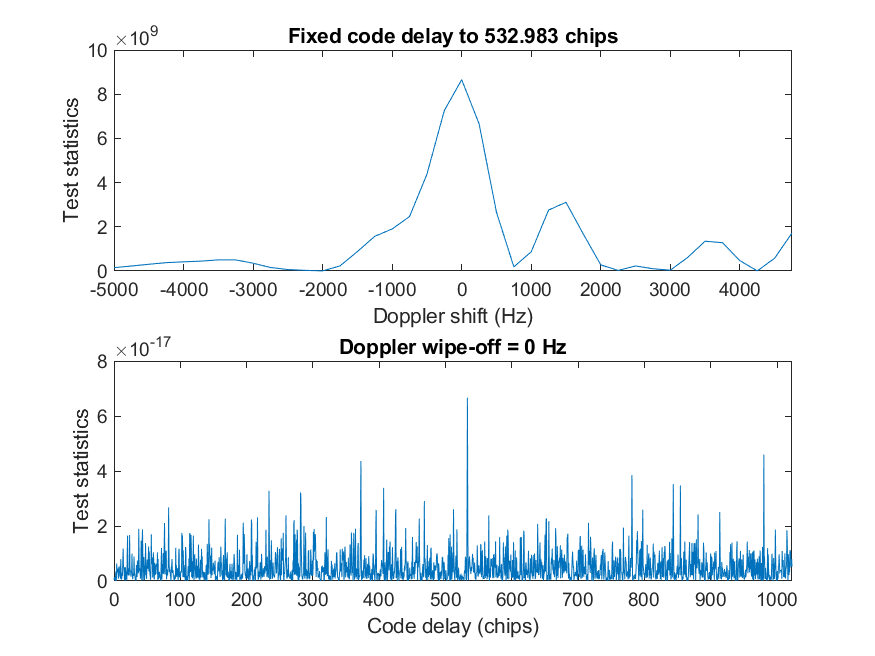 ×10^9
Fixed code delay to 532.983 chips
10
8
6
4
2
0
Test statistics
-5000 -4000 -3000 -2000 -1000 0 1000 2000 3000 4000
Doppler shift (Hz)
×10^-17
Doppler wipe-off = 0 Hz
8
6
4
2
0
Test statistics
0 100 200 300 400 500 600 700 800 900 1000
Code delay (chips)